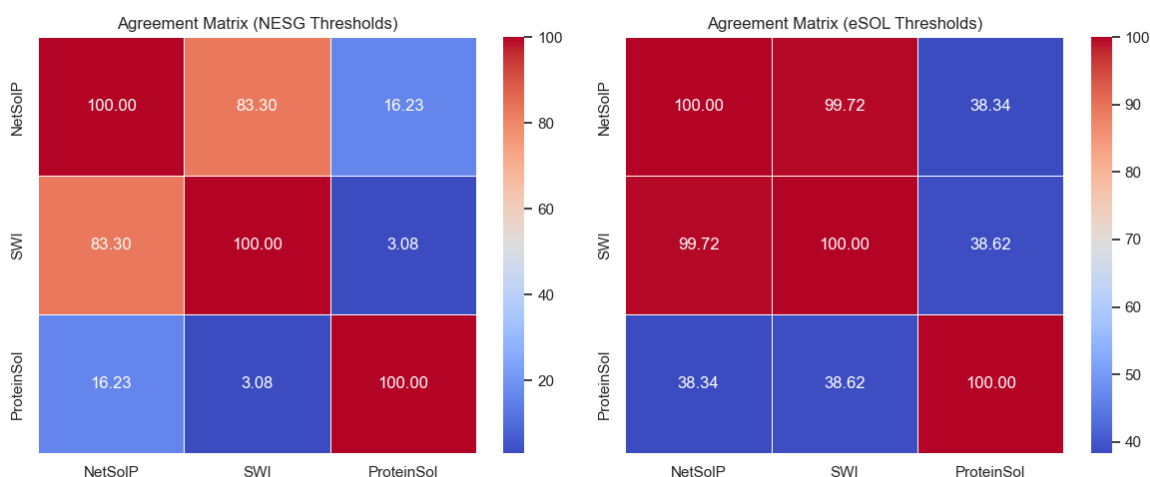 Agreement Matrix (NESG Thresholds)
NetSolP
SWI
ProteinSol
100.00 83.30 16.23
83.30 100.00 3.08
16.23 3.08 100.00
NetSolP SWI ProteinSol
100
80
60
40
20
Agreement Matrix (eSOL Thresholds)
NetSolP
SWI
ProteinSol
100.00 99.72 38.34
99.72 100.00 38.62
38.34 38.62 100.00
NetSolP SWI ProteinSol
100
90
80
70
60
50
40